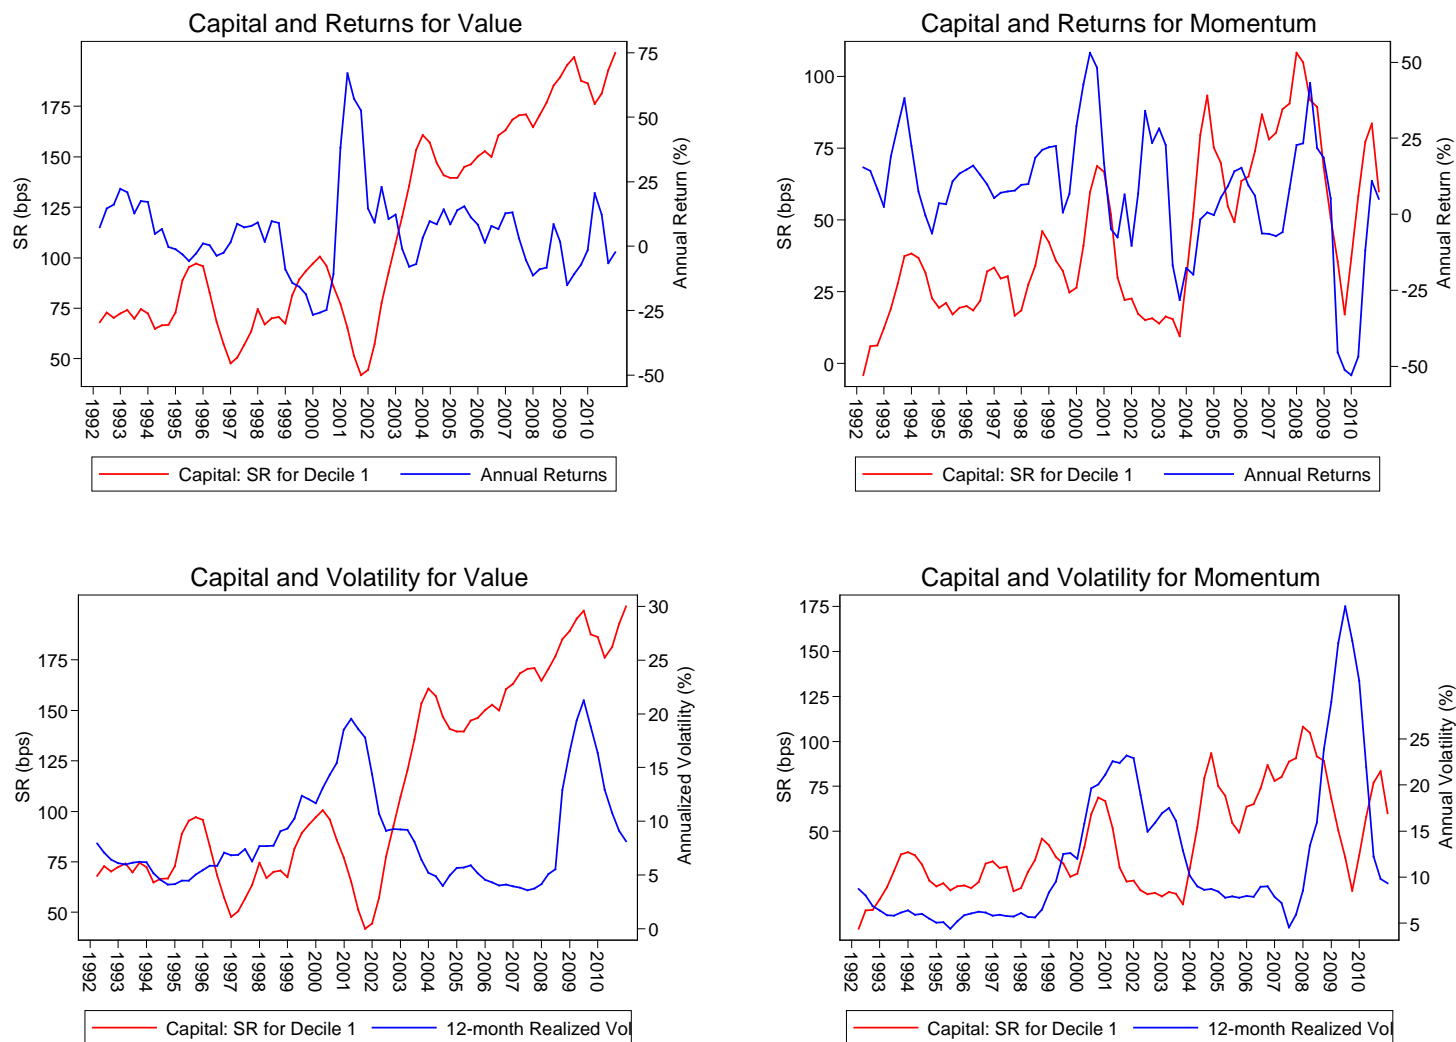 Capital and Returns for Value
SR (bps)
175
150
125
100
75
50
75
50
25
0
-25
-50
Annual Return (%)
1992 1993 1994 1995 1996 1997 1998 1999 2000 2001 2002 2003 2004 2005 2006 2007 2008 2009 2010
Capital: SR for Decile 1 Annual Returns
Capital and Returns for Momentum
SR (bps)
100
75
50
25
0
50
25
0
-25
-50
Annual Return (%)
1992 1993 1994 1995 1996 1997 1998 1999 2000 2001 2002 2003 2004 2005 2006 2007 2008 2009 2010
Capital: SR for Decile 1 Annual Returns
Capital and Volatility for Value
SR (bps)
175
150
125
100
75
50
30
25
20
15
10
5
0
Annualized Volatility (%)
1992 1993 1994 1995 1996 1997 1998 1999 2000 2001 2002 2003 2004 2005 2006 2007 2008 2009 2010
Capital: SR for Decile 1 12-month Realized Vol
Capital and Volatility for Momentum
SR (bps)
175
150
125
100
75
50
25
20
15
10
5
Annual Volatility (%)
1992 1993 1994 1995 1996 1997 1998 1999 2000 2001 2002 2003 2004 2005 2006 2007 2008 2009 2010
Capital: SR for Decile 1 12-month Realized Vol